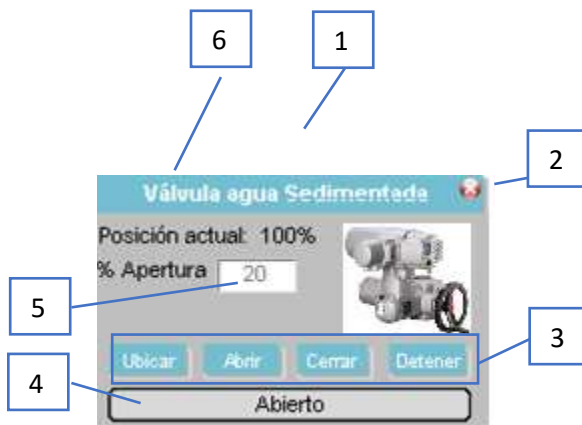 6
1
2
Válvula agua Sedimentada
Posición actual: 100%
% Apertura 20
5
Ubicar Abrir Cerrar Detener
3
4
Abierto